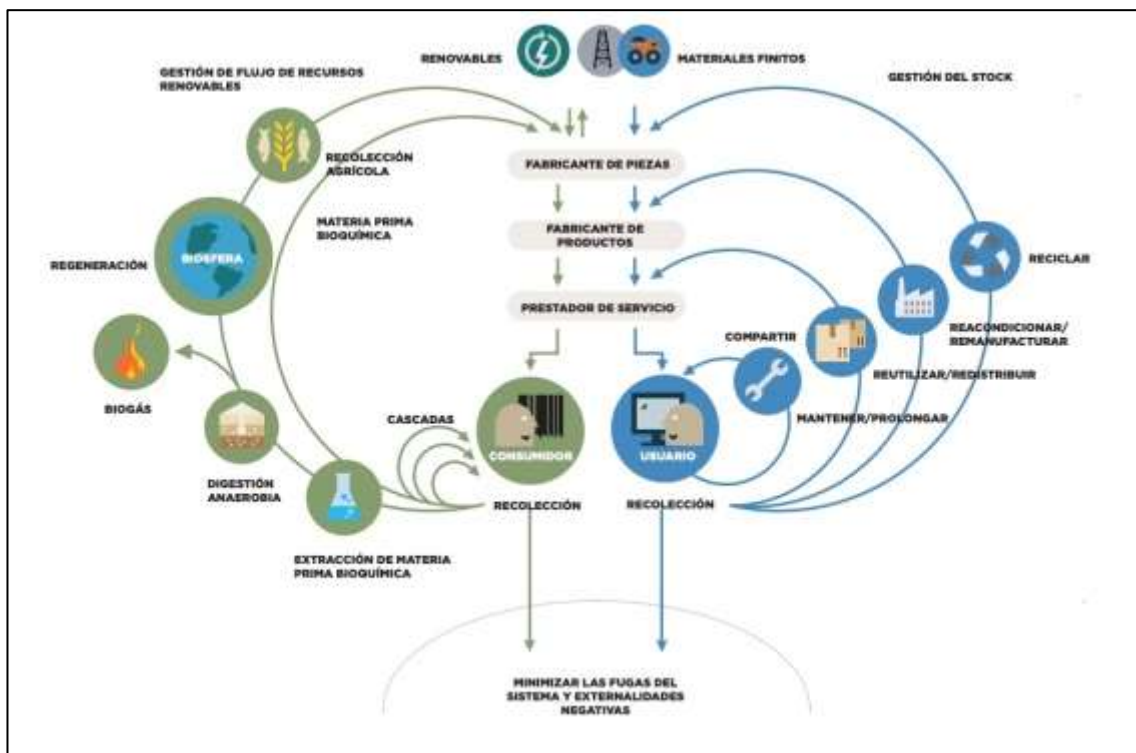 RENOVABLES
MATERIALES FINITOS
GESTIÓN DE FLUJO DE RECURSOS
RENOVABLES
GESTIÓN DEL STOCK
RECOLECCIÓN
AGRÍCOLA
FABRICANTE DE PIEZAS
MATERIA PRIMA
BIOQUÍMICA
FABRICANTE DE
PRODUCTOS
REGENERACIÓN
BIOSFERA
RECICLAR
PRESTADOR DE SERVICIO
REACONDICIONAR/
REMANUFACTURAR
COMPARTIR
REUTILIZAR/REDISTRIBUIR
BIOGÁS
CASCADAS
MANTENER/PROLONGAR
CONSUMIDOR
USUARIO
DIGESTIÓN
ANAEROBIA
RECOLECCIÓN
RECOLECCIÓN
EXTRACCIÓN DE MATERIA
PRIMA BIOQUÍMICA
MINIMIZAR LAS FUGAS DEL
SISTEMA Y EXTERNALIDADES
NEGATIVAS